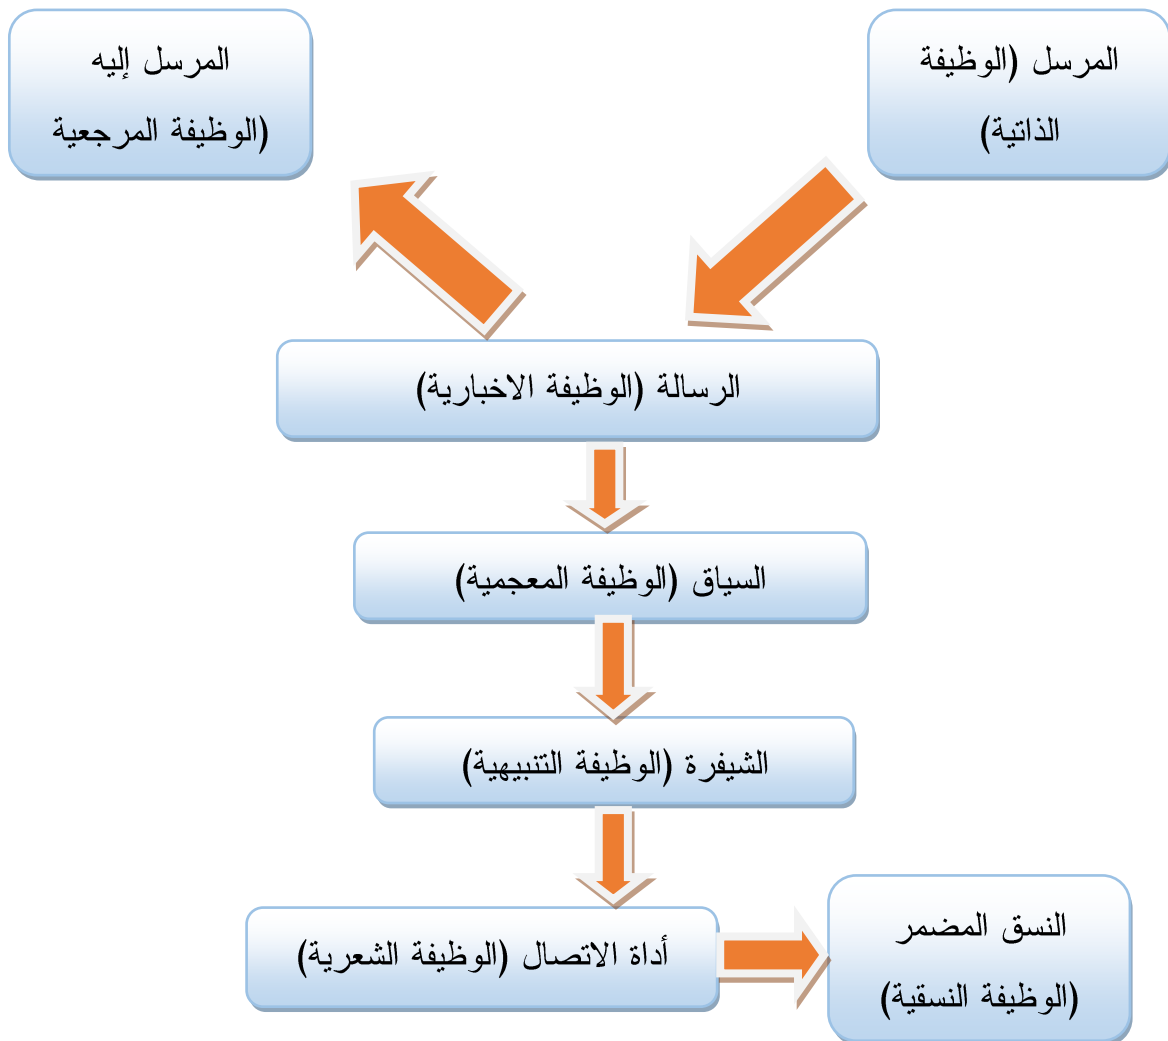 المرسل (الوظيفة
الذاتية)
المرسل إليه
(الوظيفة المرجعية
الرسالة (الوظيفة الاخبارية)
السياق (الوظيفة المعجمية)
الشيفرة (الوظيفة التنبيهية)
أداة الاتصال (الوظيفة الشعرية)
النسق المضمر
(الوظيفة النسقية)